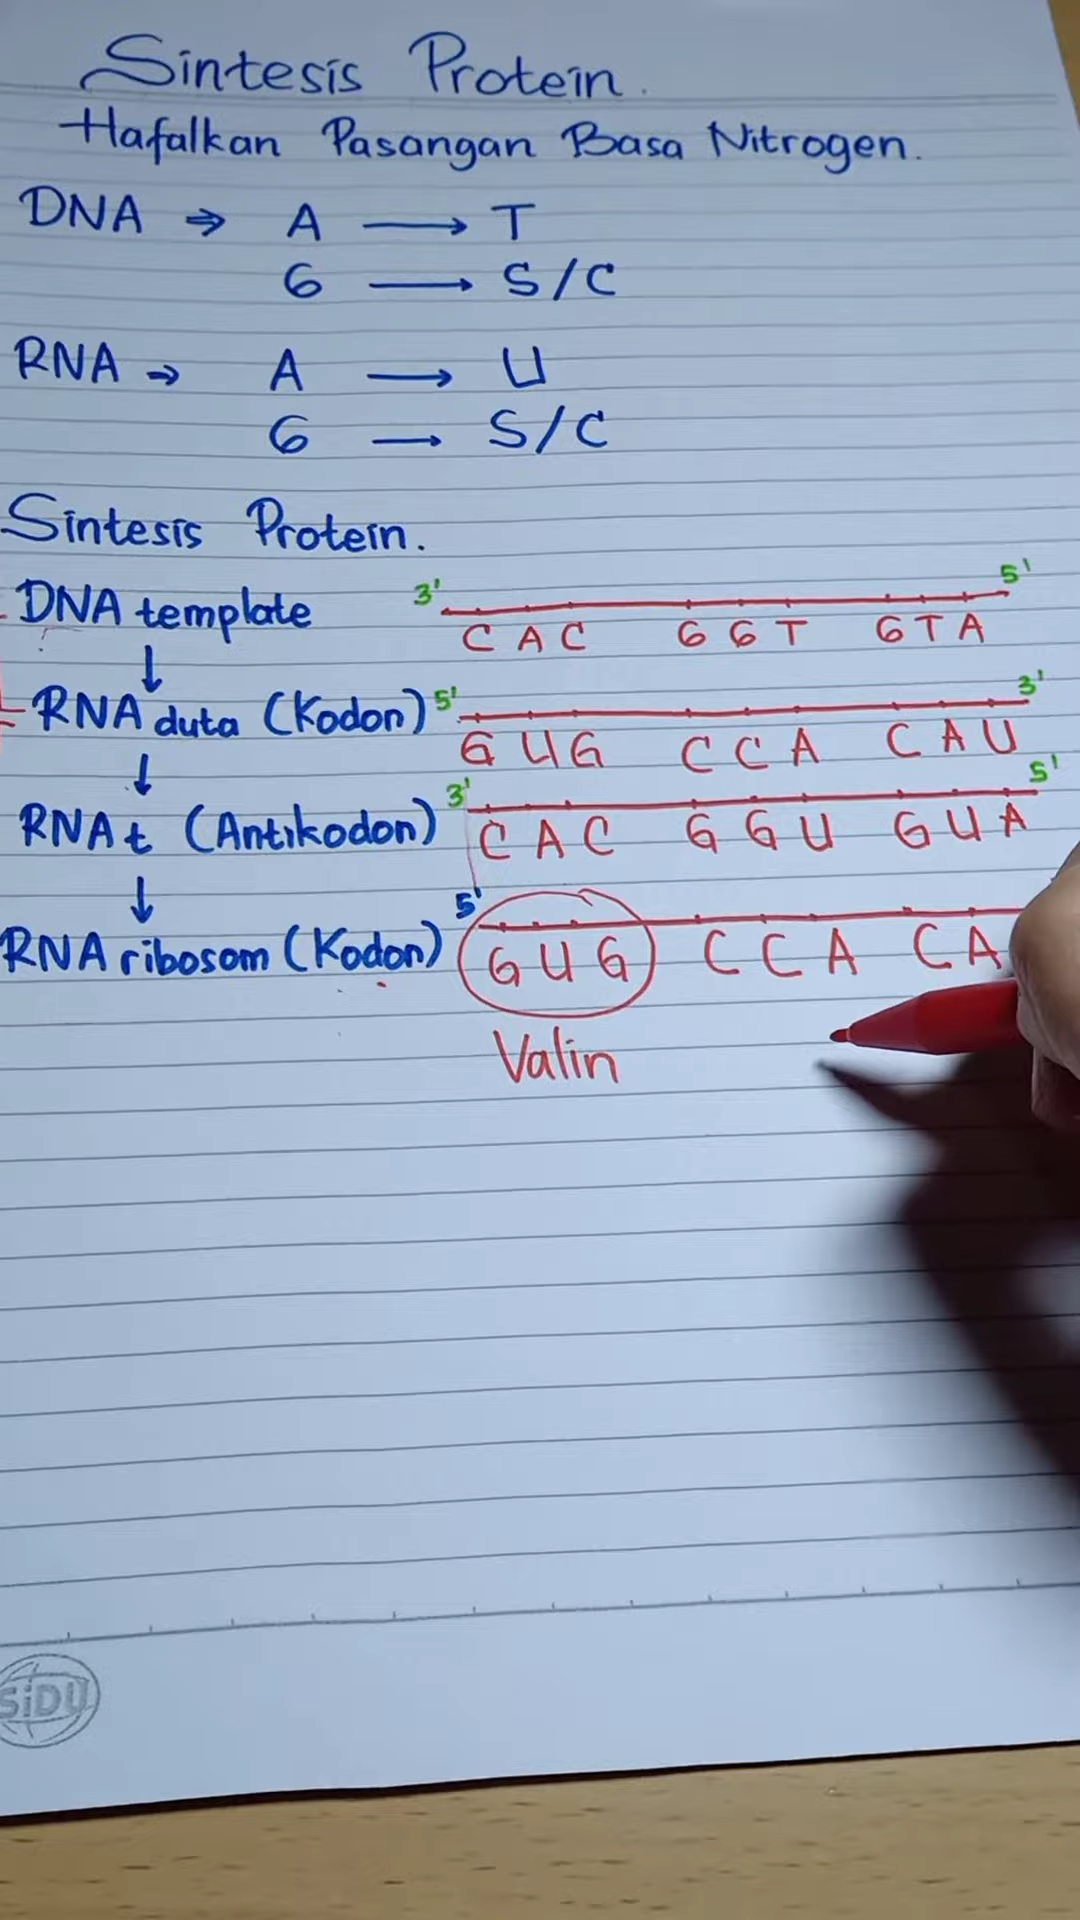 Sintesis Protein.
Hafalkan Pasangan Basa Nitrogen.
DNA ⇒ A → T
G → S/C
RNA → A → U
G → S/C
Sintesis Protein.
DNA template 3' 5'
C A C G G T G T A
↓
RNA duta (Kodon) 5' 3'
G U G C C A C A U
↓
RNA t (Antikodon) 3' 5'
C A C G G U G U A
↓
RNA ribosom (Kodon) 5'
G U G C C A C A
Valin
SiDU